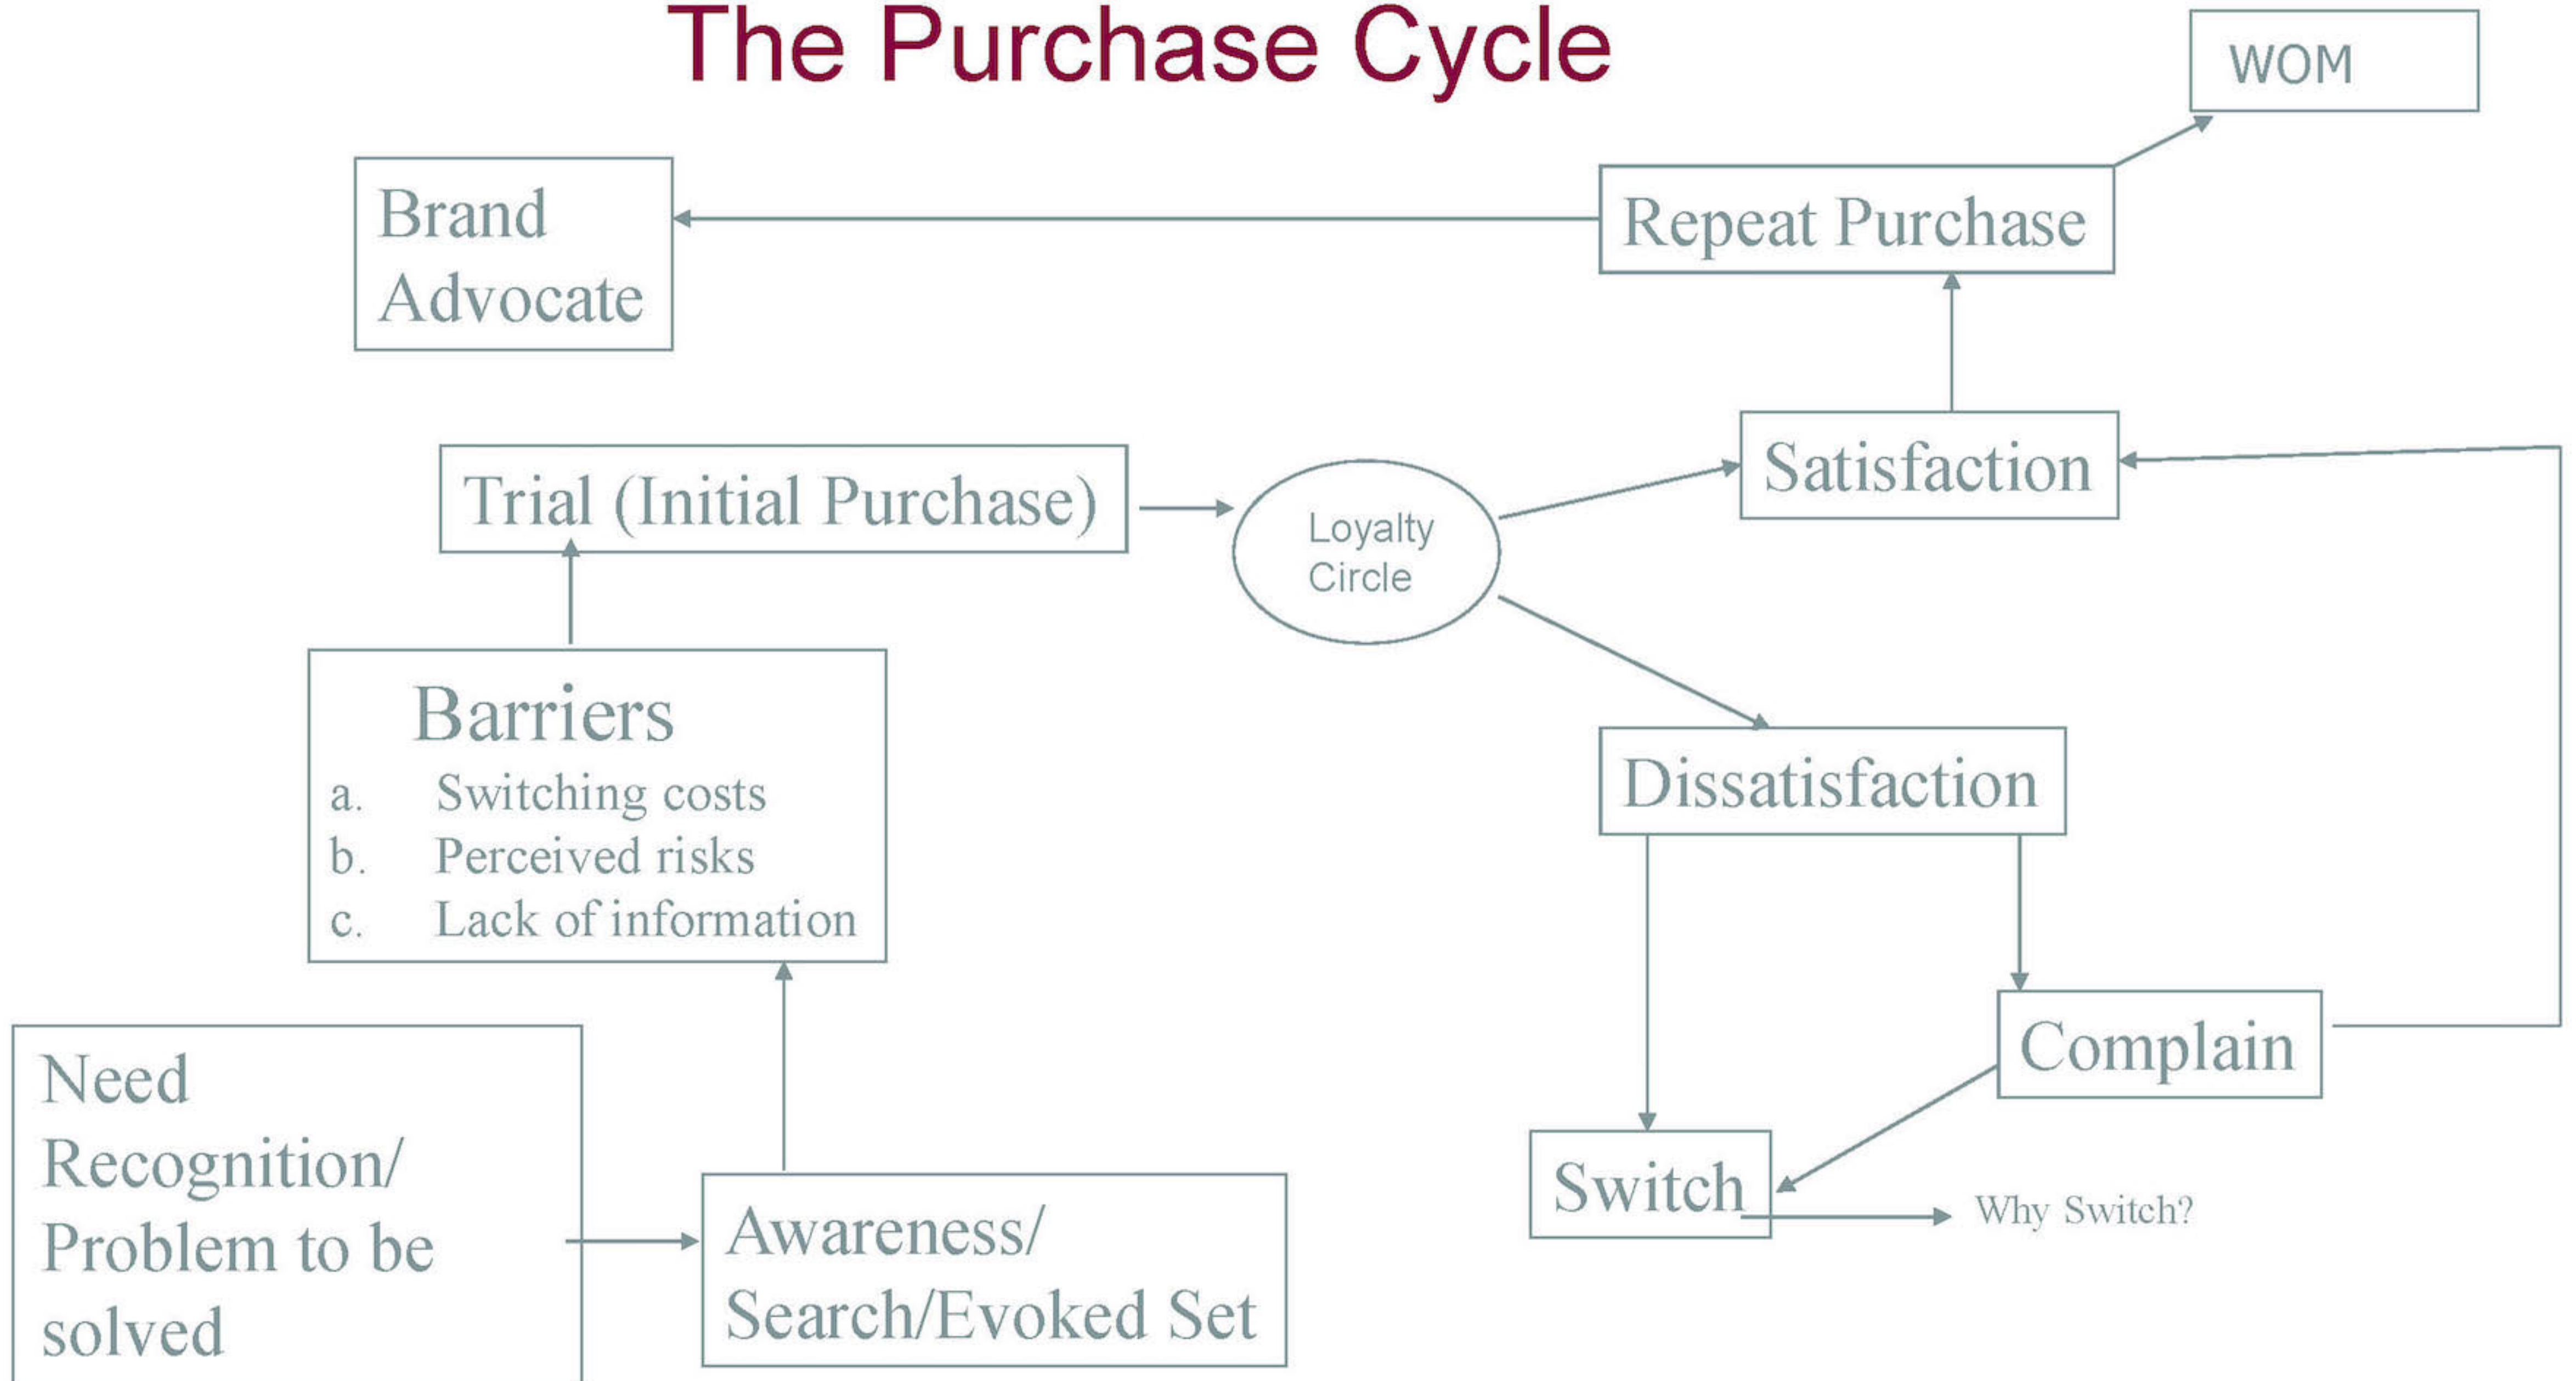 The Purchase Cycle
WOM
Brand
Advocate
Repeat Purchase
Satisfaction
Trial (Initial Purchase)
Loyalty
Circle
Barriers
a. Switching costs
b. Perceived risks
c. Lack of information
Dissatisfaction
Complain
Need
Recognition/
Problem to be
solved
Awareness/
Search/Evoked Set
Switch
Why Switch?